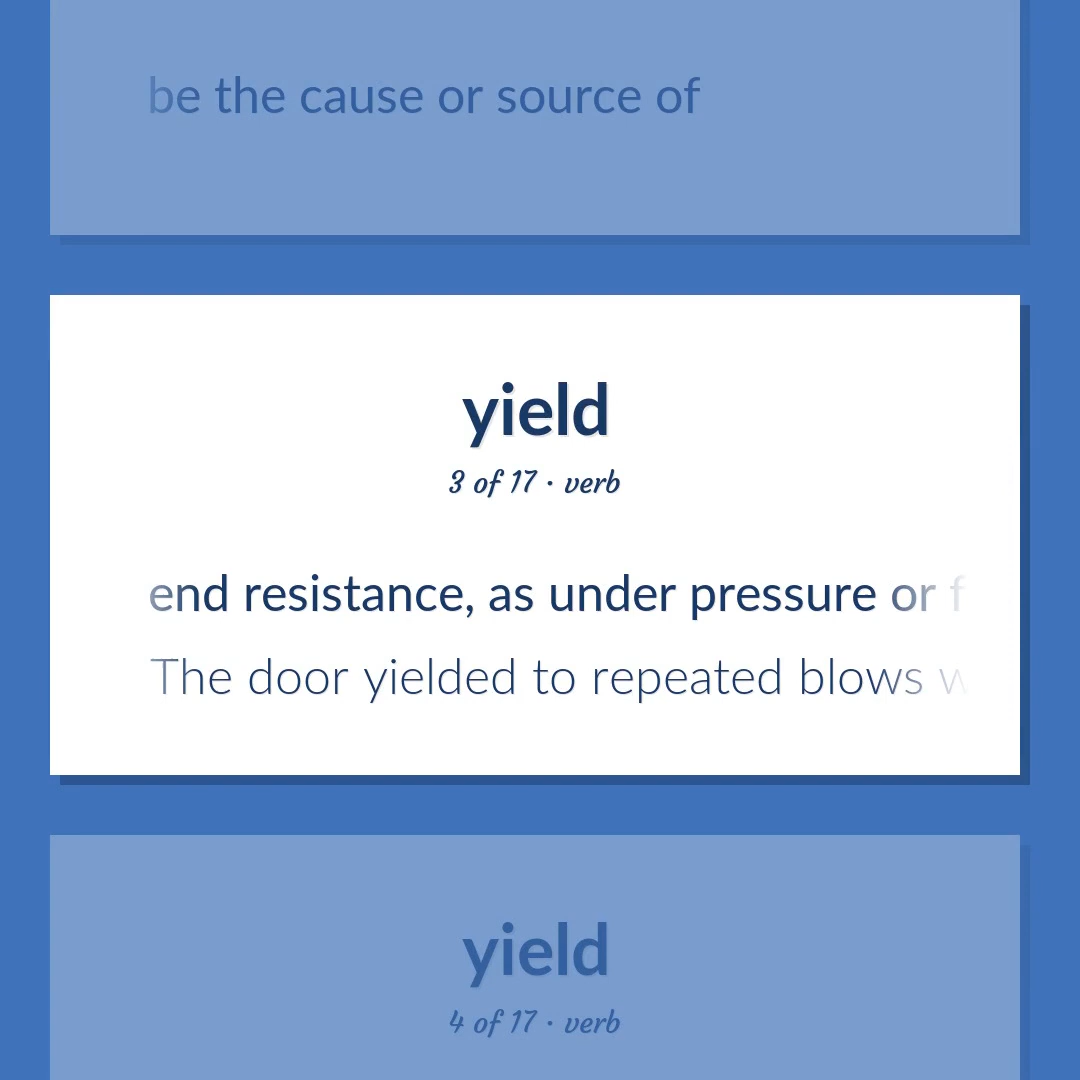 be the cause or source of
yield
3 of 17 · verb
end resistance, as under pressure or
The door yielded to repeated blows
yield
4 of 17 · verb